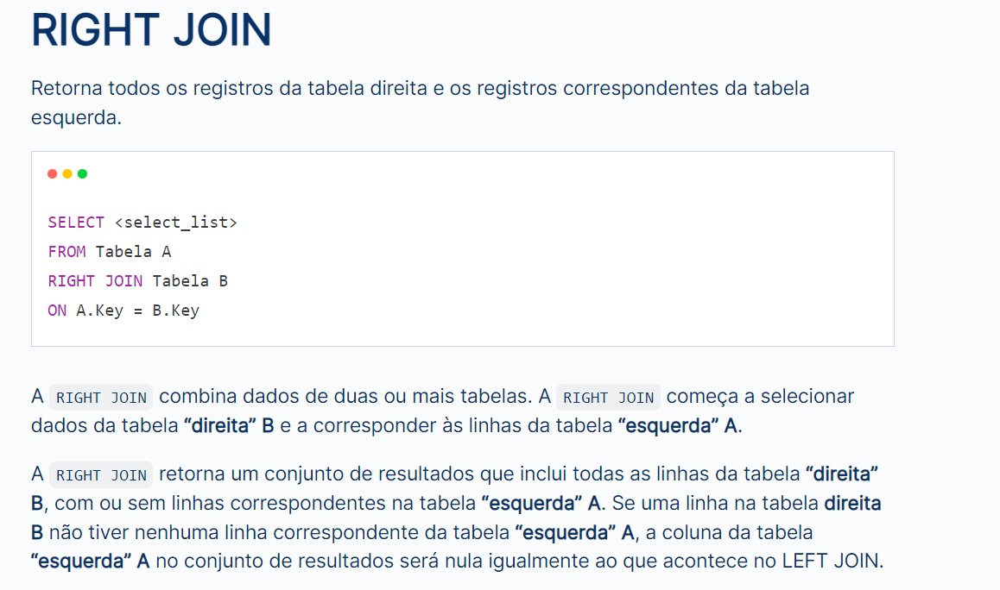 RIGHT JOIN
Retorna todos os registros da tabela direita e os registros correspondentes da tabela
esquerda.
SELECT <select_list>
FROM Tabela A
RIGHT JOIN Tabela B
ON A.Key = B.Key
A RIGHT JOIN combina dados de duas ou mais tabelas. A RIGHT JOIN começa a selecionar
dados da tabela “direita” B e a corresponder às linhas da tabela “esquerda” A.
A RIGHT JOIN retorna um conjunto de resultados que inclui todas as linhas da tabela “direita”
B, com ou sem linhas correspondentes na tabela “esquerda” A. Se uma linha na tabela direita
B não tiver nenhuma linha correspondente da tabela “esquerda” A, a coluna da tabela
“esquerda” A no conjunto de resultados será nula igualmente ao que acontece no LEFT JOIN.